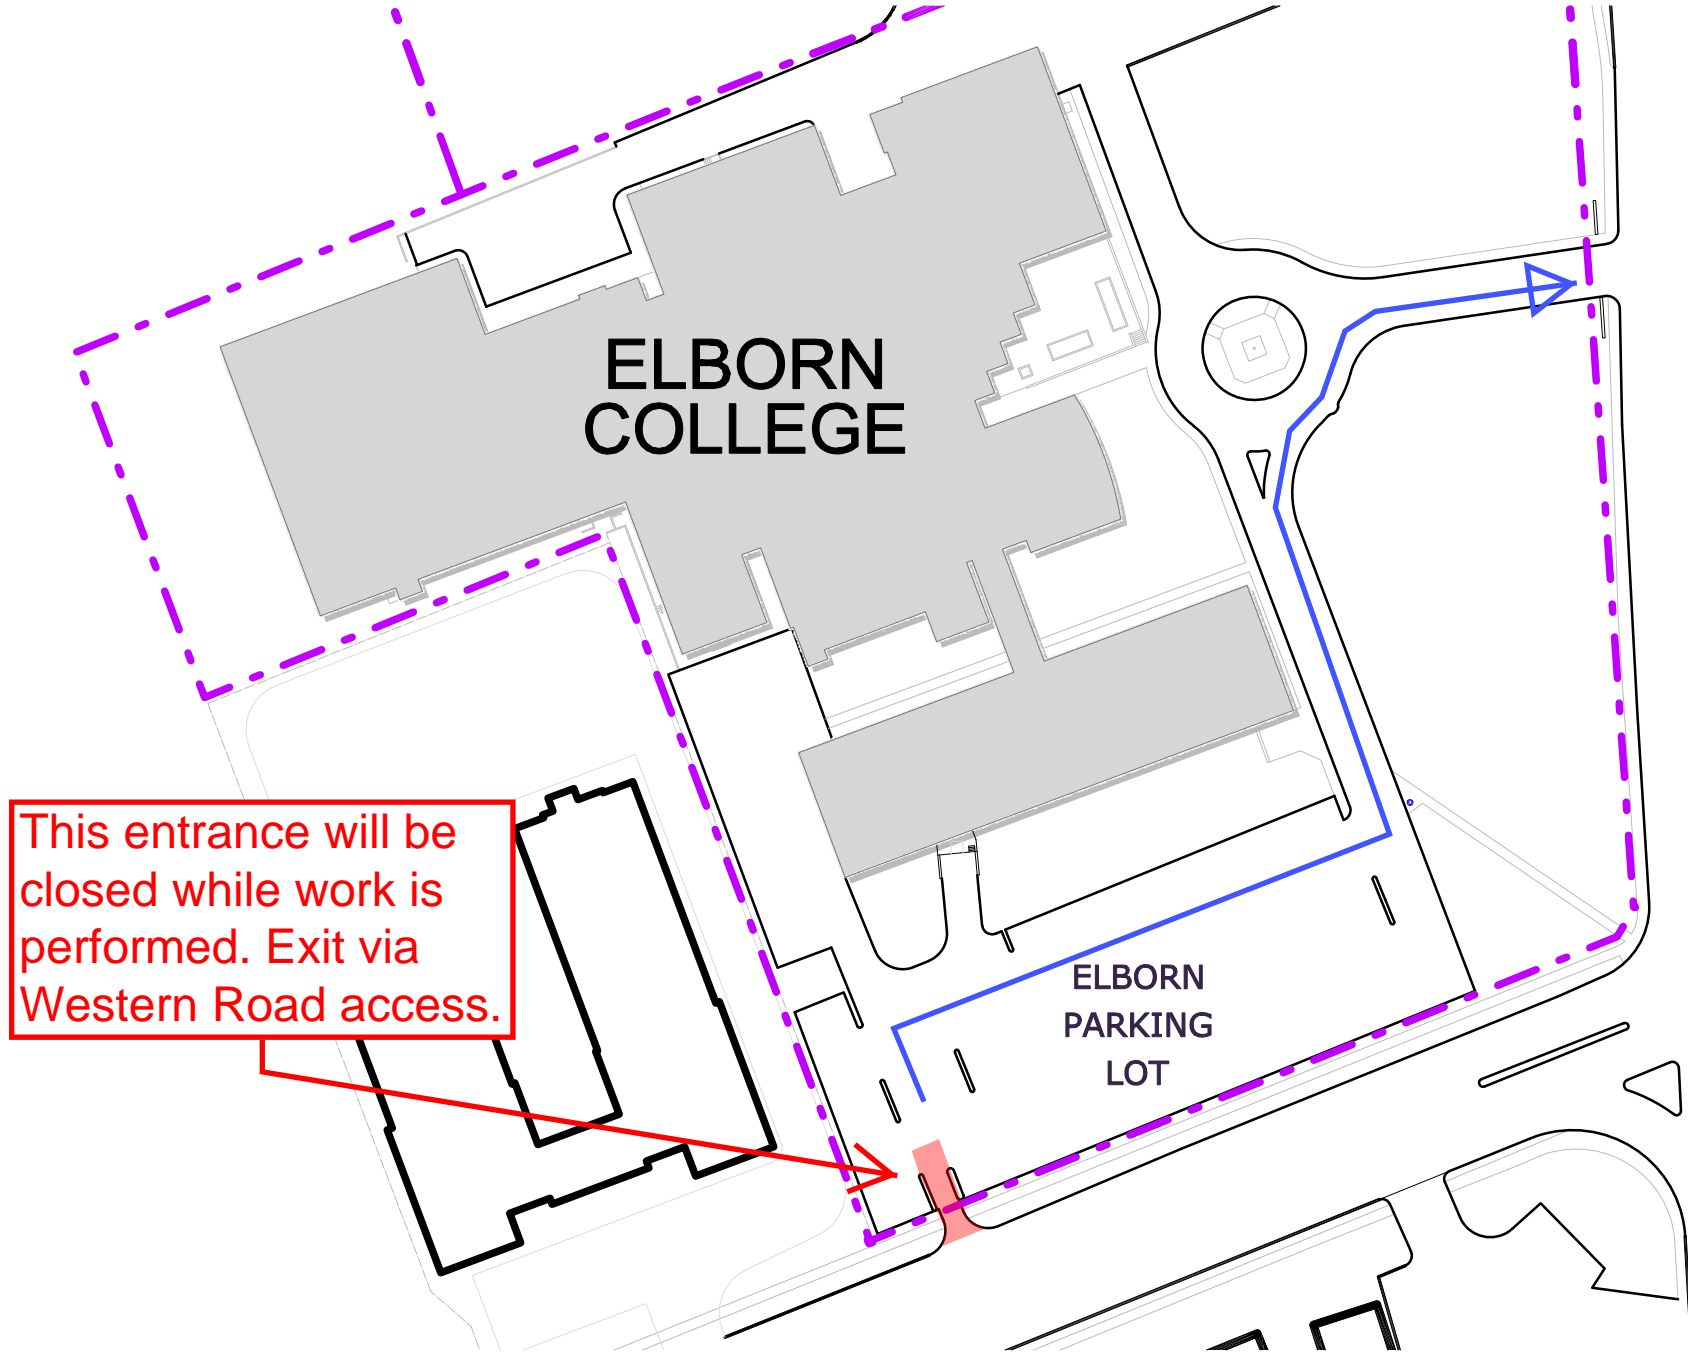 ELBORN
COLLEGE
This entrance will be
closed while work is
performed. Exit via
Western Road access.
ELBORN
PARKING
LOT